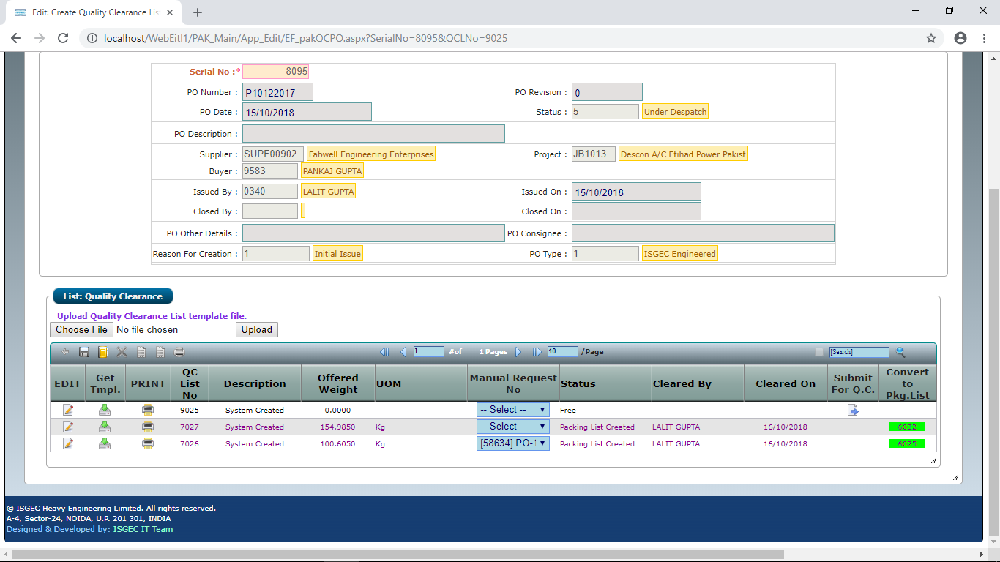 Edit: Create Quality Clearance Lis
localhost/WebEitl1/PAK_Main/App_Edit/EF_pakQCPO.aspx?SerialNo=8095&QCLNo=9025
Serial No :* 8095
PO Number : P10122017 PO Revision : 0
PO Date : 15/10/2018 Status : 5 Under Despatch
PO Description :
Supplier : SUPF00902 Fabwell Engineering Enterprises Project : JB1013 Descon A/C Etihad Power Pakist
Buyer : 9583 PANKAJ GUPTA
Issued By : 0340 LALIT GUPTA Issued On : 15/10/2018
Closed By : Closed On :
PO Other Details : PO Consignee :
Reason For Creation : 1 Initial Issue PO Type : 1 ISGEC Engineered
List: Quality Clearance
Upload Quality Clearance List template file.
Choose File No file chosen Upload
1 #of 1 Pages 10 /Page [Search]
EDIT Get Tmpl. PRINT QC List No Description Offered Weight UOM Manual Request No Status Cleared By Cleared On Submit For Q.C. Convert to Pkg.List
9025 System Created 0.0000 -- Select -- Free
7027 System Created 154.9850 Kg -- Select -- Packing List Created LALIT GUPTA 16/10/2018 6032
7026 System Created 100.6050 Kg [58634] PO-1 Packing List Created LALIT GUPTA 16/10/2018 6025
© ISGEC Heavy Engineering Limited. All rights reserved.
A-4, Sector-24, NOIDA, U.P. 201 301, INDIA
Designed & Developed by: ISGEC IT Team